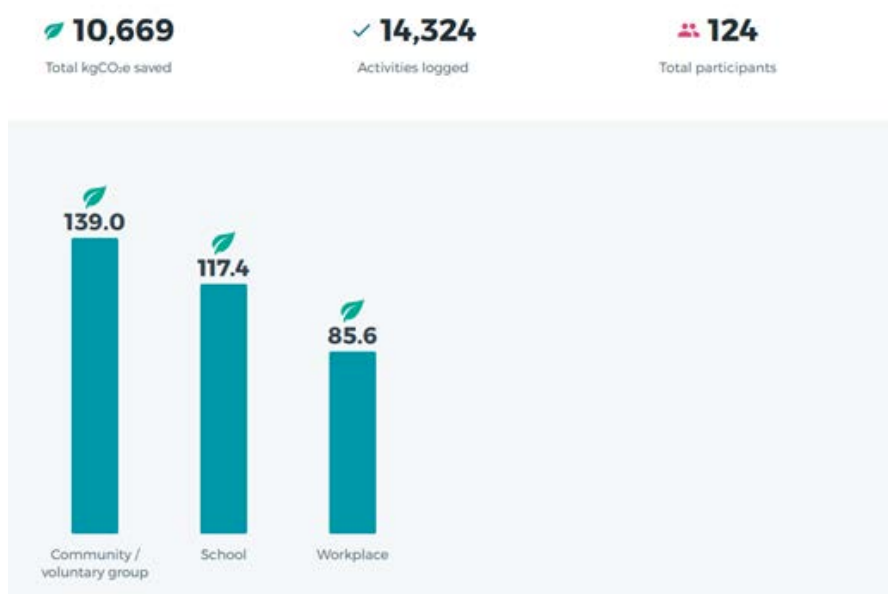 10,669 14,324 124
Total kgCO₂e saved Activities logged Total participants
139.0
117.4
85.6
Community / School Workplace
voluntary group